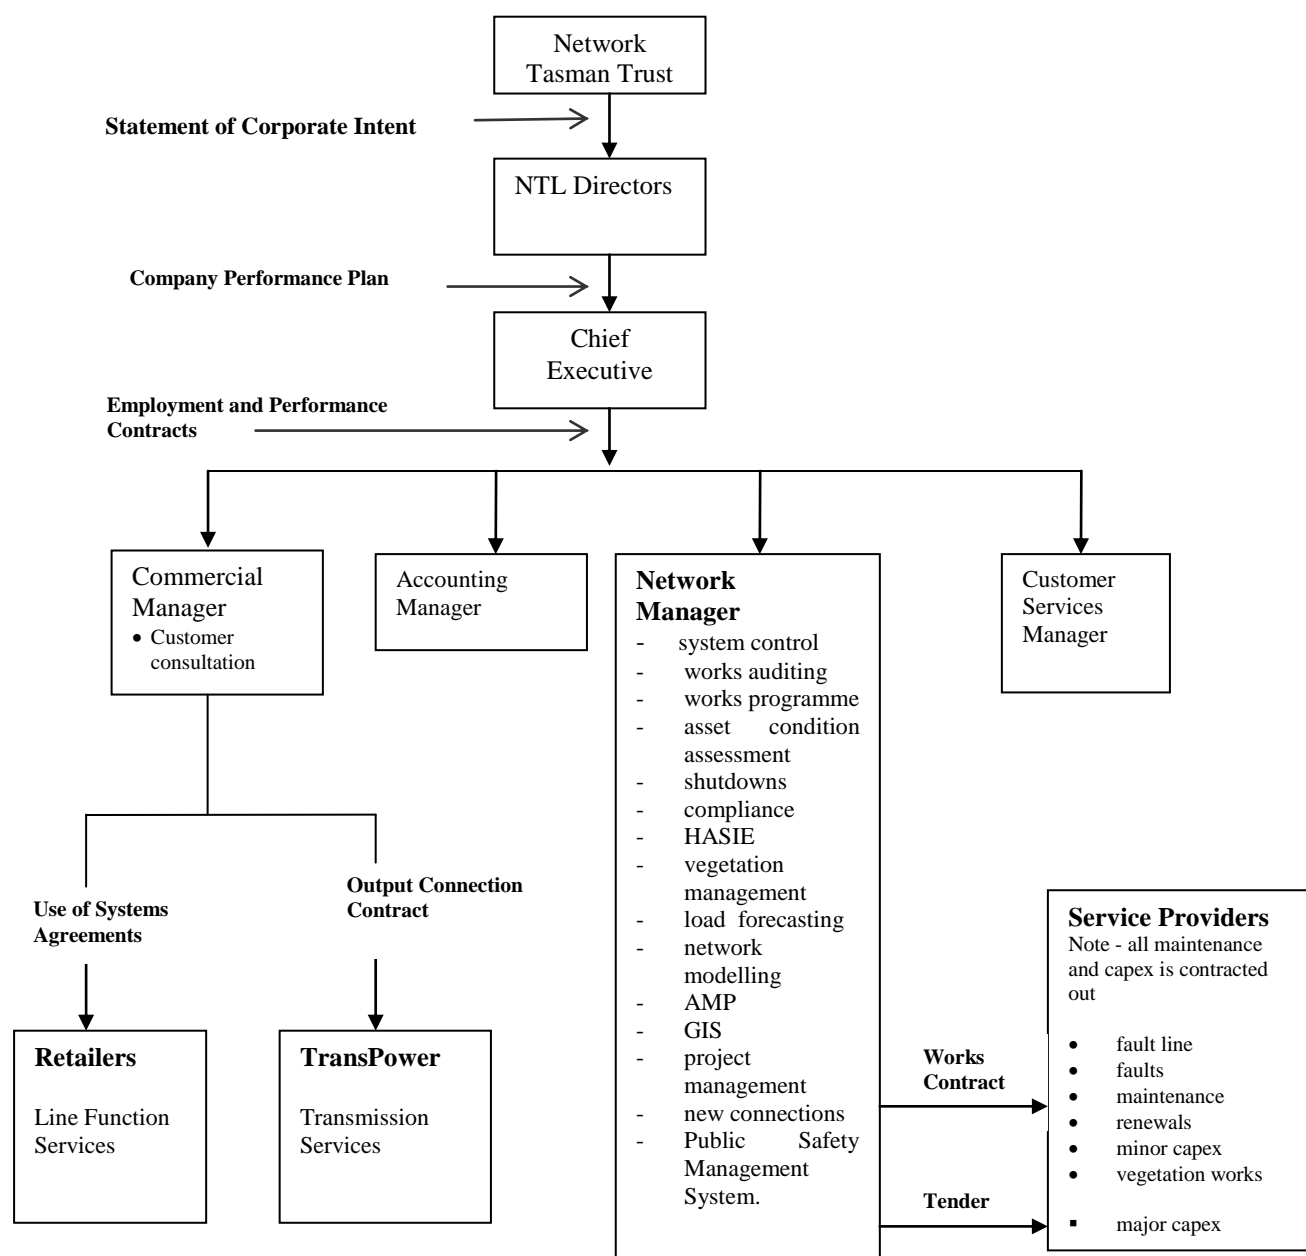 Network
Tasman Trust
Statement of Corporate Intent
NTL Directors
Company Performance Plan
Chief
Executive
Employment and Performance
Contracts
Commercial
Manager
• Customer
consultation
Accounting
Manager
Network
Manager
- system control
- works auditing
- works programme
- asset condition
assessment
- shutdowns
- compliance
- HASIE
- vegetation
management
- load forecasting
- network
modelling
- AMP
- GIS
- project
management
- new connections
- Public Safety
Management
System.
Customer
Services
Manager
Use of Systems
Agreements
Output Connection
Contract
Retailers
Line Function
Services
TransPower
Transmission
Services
Works
Contract
Tender
Service Providers
Note - all maintenance
and capex is contracted
out
• fault line
• faults
• maintenance
• renewals
• minor capex
• vegetation works
▪ major capex